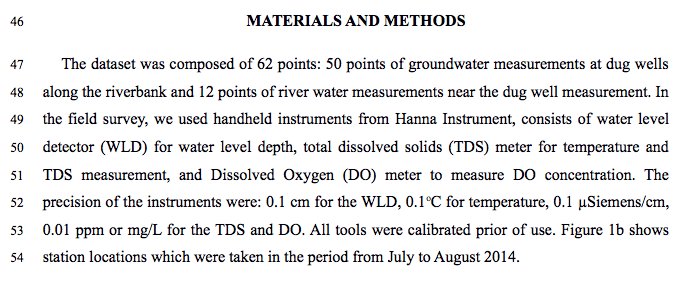 46 MATERIALS AND METHODS
47 The dataset was composed of 62 points: 50 points of groundwater measurements at dug wells
48 along the riverbank and 12 points of river water measurements near the dug well measurement. In
49 the field survey, we used handheld instruments from Hanna Instrument, consists of water level
50 detector (WLD) for water level depth, total dissolved solids (TDS) meter for temperature and
51 TDS measurement, and Dissolved Oxygen (DO) meter to measure DO concentration. The
52 precision of the instruments were: 0.1 cm for the WLD, 0.1°C for temperature, 0.1 µSiemens/cm,
53 0.01 ppm or mg/L for the TDS and DO. All tools were calibrated prior of use. Figure 1b shows
54 station locations which were taken in the period from July to August 2014.